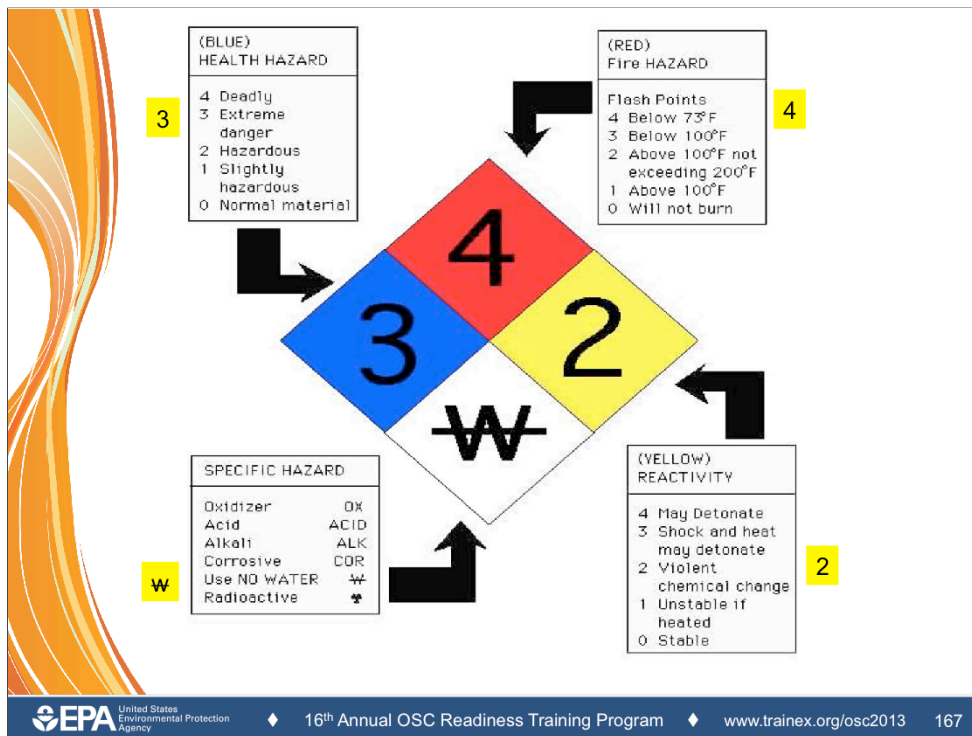 (BLUE)
HEALTH HAZARD
4 Deadly
3 Extreme
danger
2 Hazardous
1 Slightly
hazardous
0 Normal material
3
(RED)
Fire HAZARD
Flash Points
4 Below 73°F
3 Below 100°F
2 Above 100°F not
exceeding 200°F
1 Above 100°F
0 Will not burn
4
4
3
2
W
SPECIFIC HAZARD
Oxidizer OX
Acid ACID
Alkali ALK
Corrosive COR
Use NO WATER W
Radioactive ☢
W
(YELLOW)
REACTIVITY
4 May Detonate
3 Shock and heat
may detonate
2 Violent
chemical change
1 Unstable if
heated
0 Stable
2
EPA United States
Environmental Protection
Agency
♦ 16th Annual OSC Readiness Training Program ♦ www.trainex.org/osc2013 167